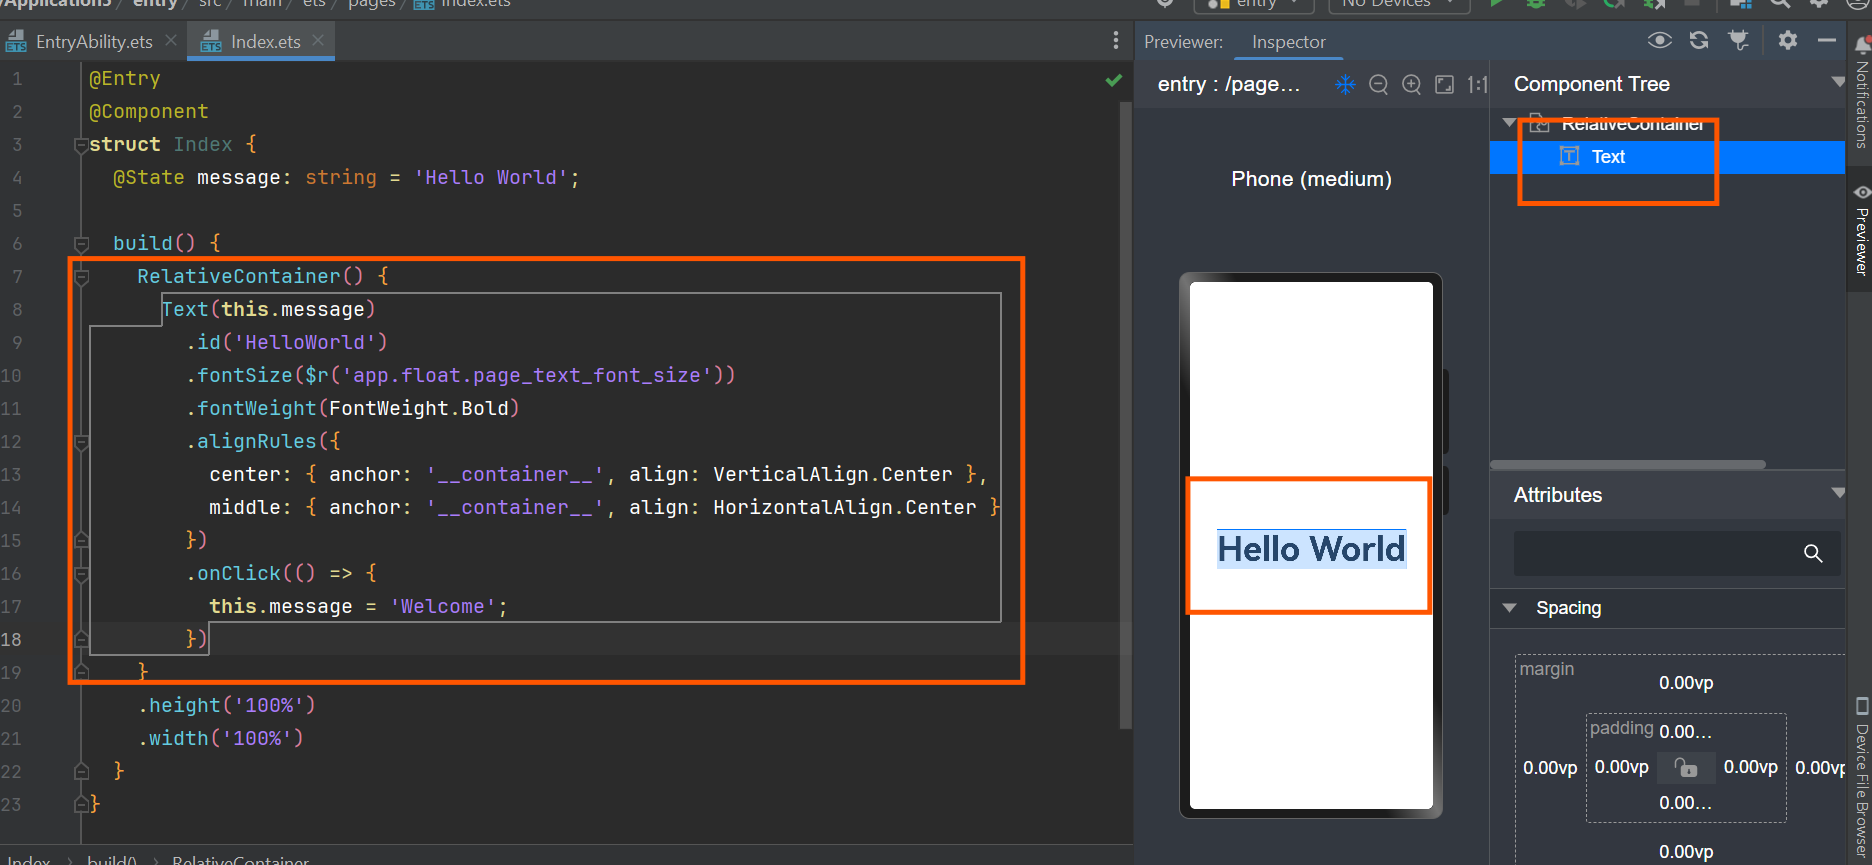 yApplication5 / entry / src / main / ets / pages / Index.ets
entry
No Devices
EntryAbility.ets
Index.ets
1 @Entry
2 @Component
3 struct Index {
4 @State message: string = 'Hello World';
5
6 build() {
7 RelativeContainer() {
8 Text(this.message)
9 .id('HelloWorld')
10 .fontSize($r('app.float.page_text_font_size'))
11 .fontWeight(FontWeight.Bold)
12 .alignRules({
13 center: { anchor: '__container__', align: VerticalAlign.Center },
14 middle: { anchor: '__container__', align: HorizontalAlign.Center }
15 })
16 .onClick(() => {
17 this.message = 'Welcome';
18 })
19 }
20 .height('100%')
21 .width('100%')
22 }
23 }
Index > build() > RelativeContainer
Previewer: Inspector
entry : /page...
1:1
Phone (medium)
Hello World
Component Tree
RelativeContainer
Text
Attributes
Spacing
margin
0.00vp
padding 0.00...
0.00vp 0.00vp 0.00vp 0.00vp
0.00...
0.00vp
Notifications
Previewer
Device File Browser